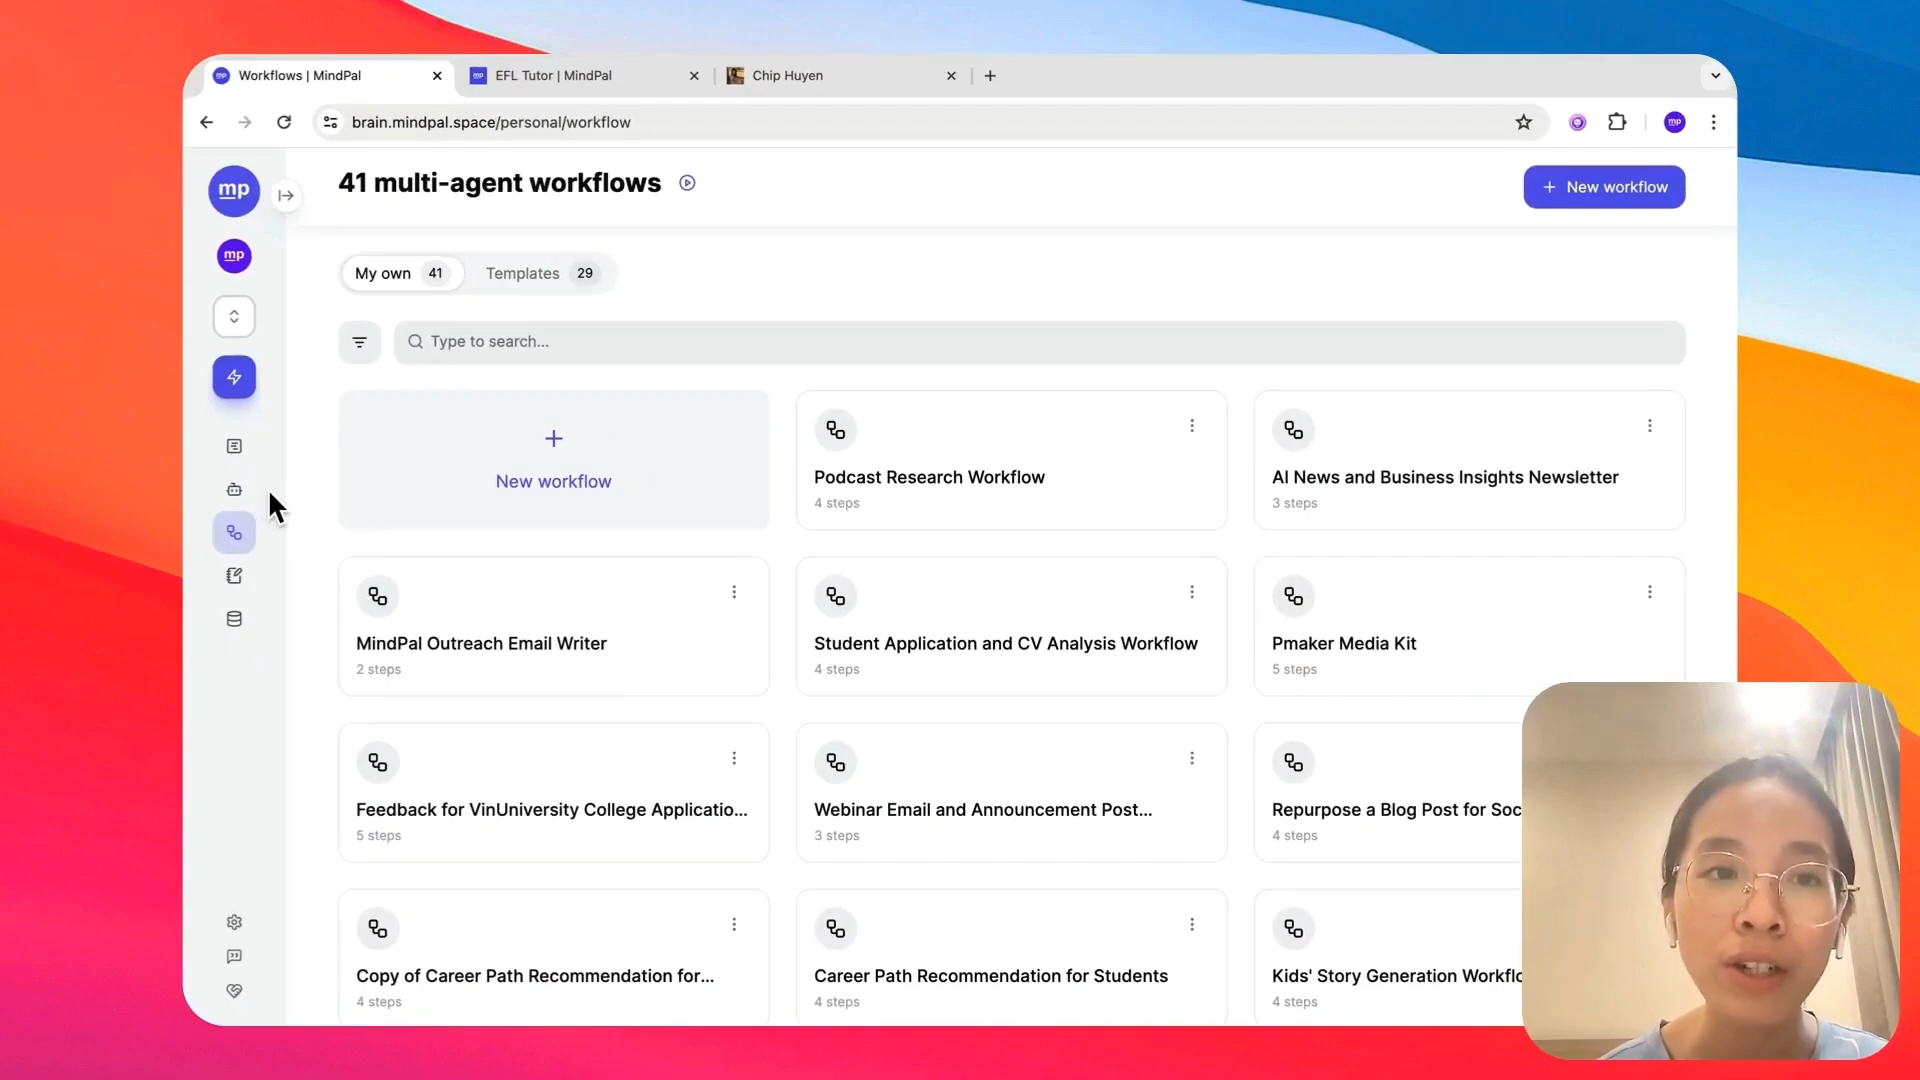 Workflows | MindPal
EFL Tutor | MindPal
Chip Huyen
brain.mindpal.space/personal/workflow
mp
mp
mp
41 multi-agent workflows
New workflow
mp
My own 41
Templates 29
Type to search...
New workflow
Podcast Research Workflow
4 steps
AI News and Business Insights Newsletter
3 steps
MindPal Outreach Email Writer
2 steps
Student Application and CV Analysis Workflow
4 steps
Pmaker Media Kit
5 steps
Feedback for VinUniversity College Applicatio...
5 steps
Webinar Email and Announcement Post...
3 steps
Repurpose a Blog Post for Soc
4 steps
Copy of Career Path Recommendation for...
4 steps
Career Path Recommendation for Students
4 steps
Kids' Story Generation Workflo
4 steps